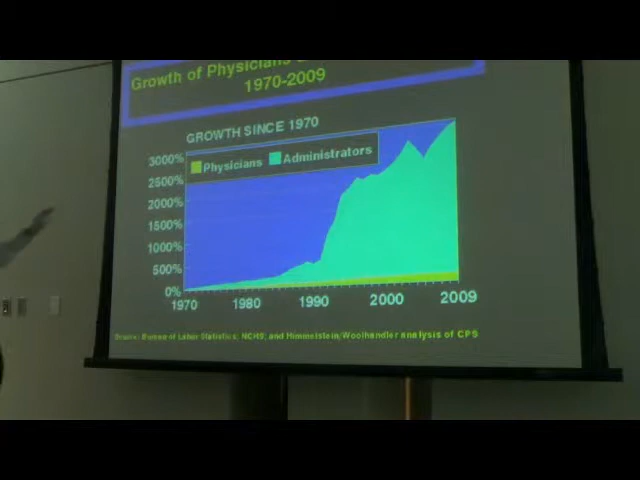 Growth of Physicians
1970-2009
GROWTH SINCE 1970
Physicians Administrators
3000%
2500%
2000%
1500%
1000%
500%
0%
1970 1980 1990 2000 2009
Source: Bureau of Labor Statistics; NCHS; and Himmelstein/Woolhandler analysis of CPS